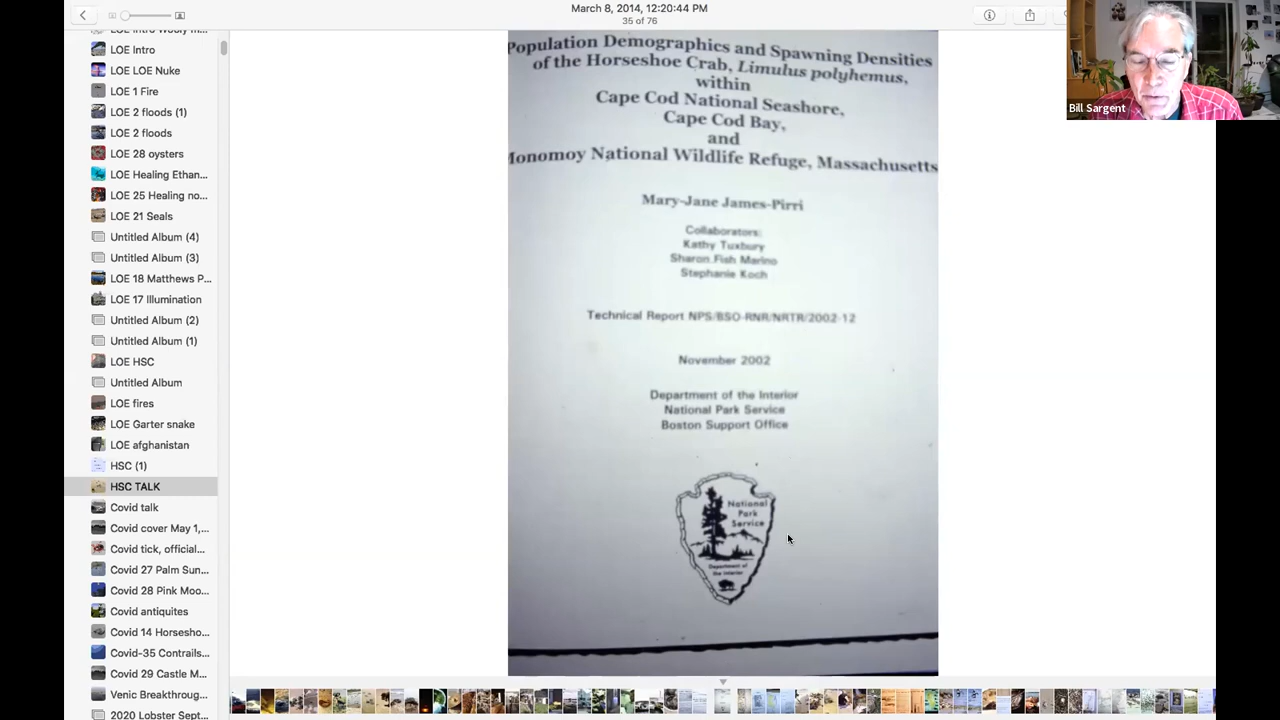 March 8, 2014, 12:20:44 PM
35 of 76
LOE Intro
LOE LOE Nuke
LOE 1 Fire
LOE 2 floods (1)
LOE 2 floods
LOE 28 oysters
LOE Healing Ethan...
LOE 25 Healing no...
LOE 21 Seals
Untitled Album (4)
Untitled Album (3)
LOE 18 Matthews P...
LOE 17 Illumination
Untitled Album (2)
Untitled Album (1)
LOE HSC
Untitled Album
LOE fires
LOE Garter snake
LOE afghanistan
HSC (1)
HSC TALK
Covid talk
Covid cover May 1,...
Covid tick, official...
Covid 27 Palm Sun...
Covid 28 Pink Moo...
Covid antiquites
Covid 14 Horsesho...
Covid-35 Contrails...
Covid 29 Castle M...
Venic Breakthroug...
2020 Lobster Sept...
Population Demographics and Spawning Densities
of the Horseshoe Crab, Limulus polyhemus,
within
Cape Cod National Seashore,
Cape Cod Bay,
and
Monomoy National Wildlife Refuge, Massachusetts
Mary-Jane James-Pirri
Collaborators:
Kathy Tuxbury
Sharon Fish Marino
Stephanie Koch
Technical Report NPS/BSO-RNR/NRTR/2002-12
November 2002
Department of the Interior
National Park Service
Boston Support Office
National
Park
Service
Department of
the Interior
Bill Sargent